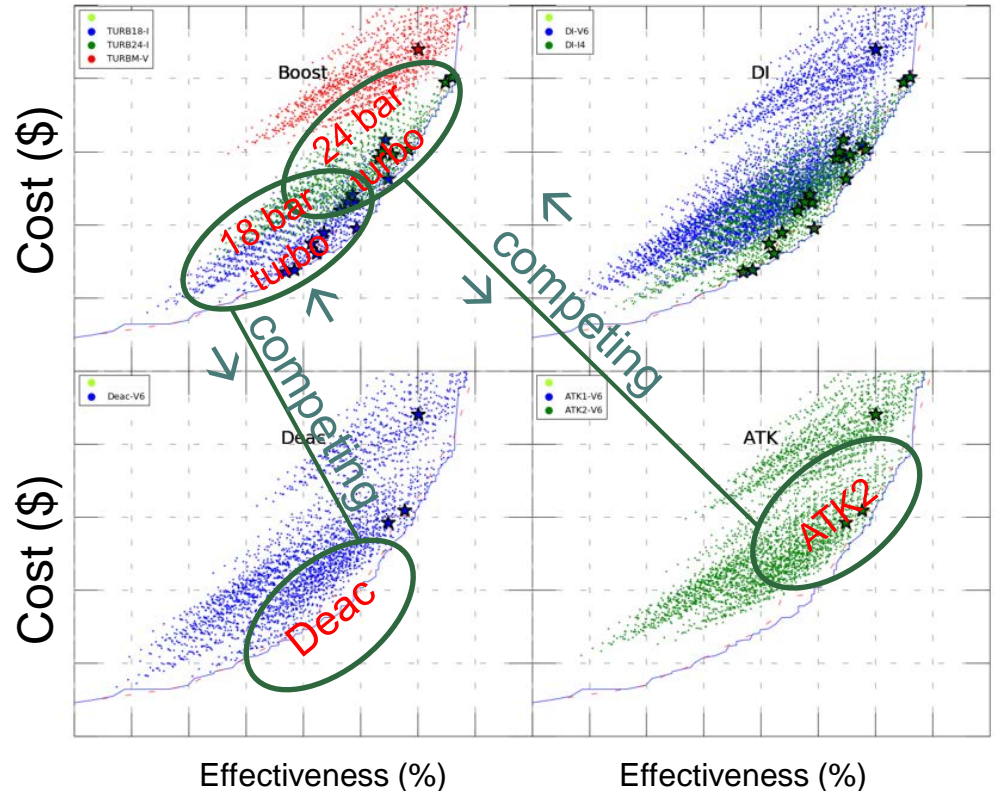 TURB18-I
TURB24-I
TURBM-V
Boost
24 bar
turbo
18 bar
turbo
DI-V6
DI-I4
DI
Cost ($)
competing
competing
Deac-V6
Deac
Deac
ATK1-V6
ATK2-V6
ATK
ATK2
Cost ($)
Effectiveness (%)
Effectiveness (%)